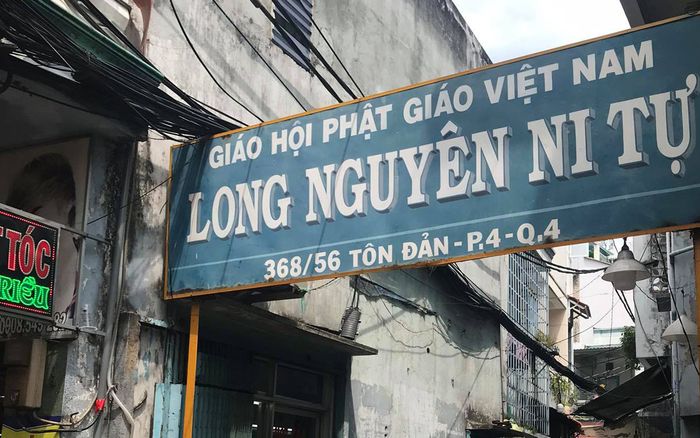 GIÁO HỘI PHẬT GIÁO VIỆT NAM
LONG NGUYÊN NI TỰ
368/56 TÔN ĐẢN - P.4 - Q.4
TÓC